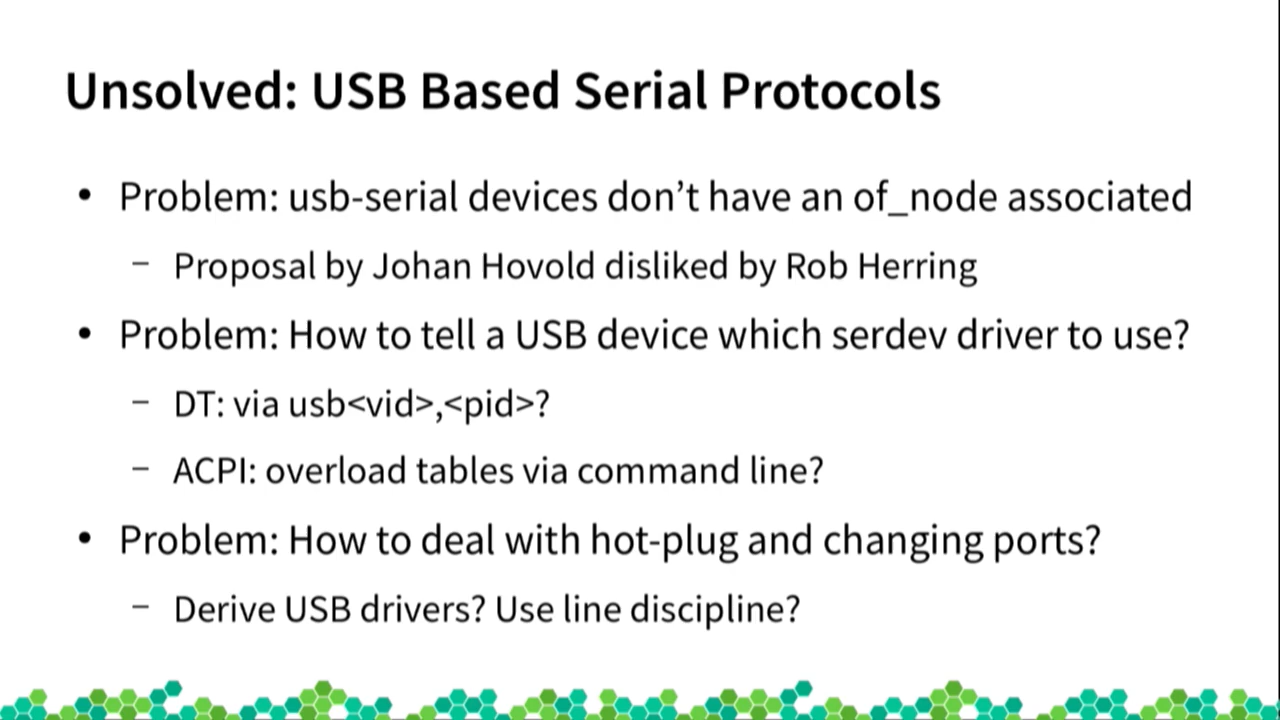 Unsolved: USB Based Serial Protocols
• Problem: usb-serial devices don’t have an of_node associated
– Proposal by Johan Hovold disliked by Rob Herring
• Problem: How to tell a USB device which serdev driver to use?
– DT: via usb<vid>,<pid>?
– ACPI: overload tables via command line?
• Problem: How to deal with hot-plug and changing ports?
– Derive USB drivers? Use line discipline?